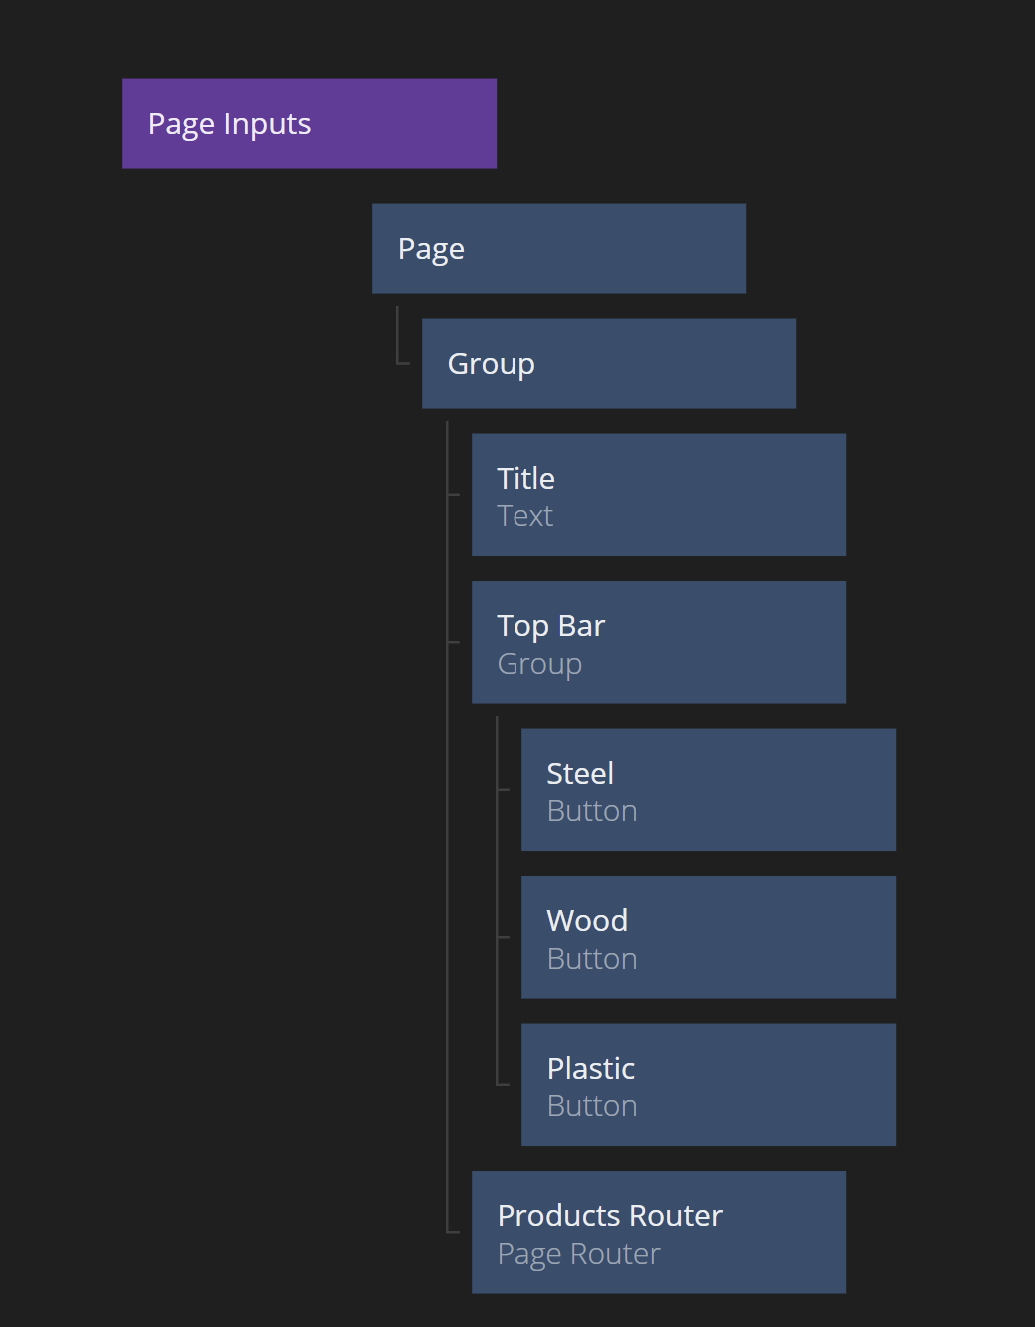 Page Inputs
Page
Group
Title
Text
Top Bar
Group
Steel
Button
Wood
Button
Plastic
Button
Products Router
Page Router